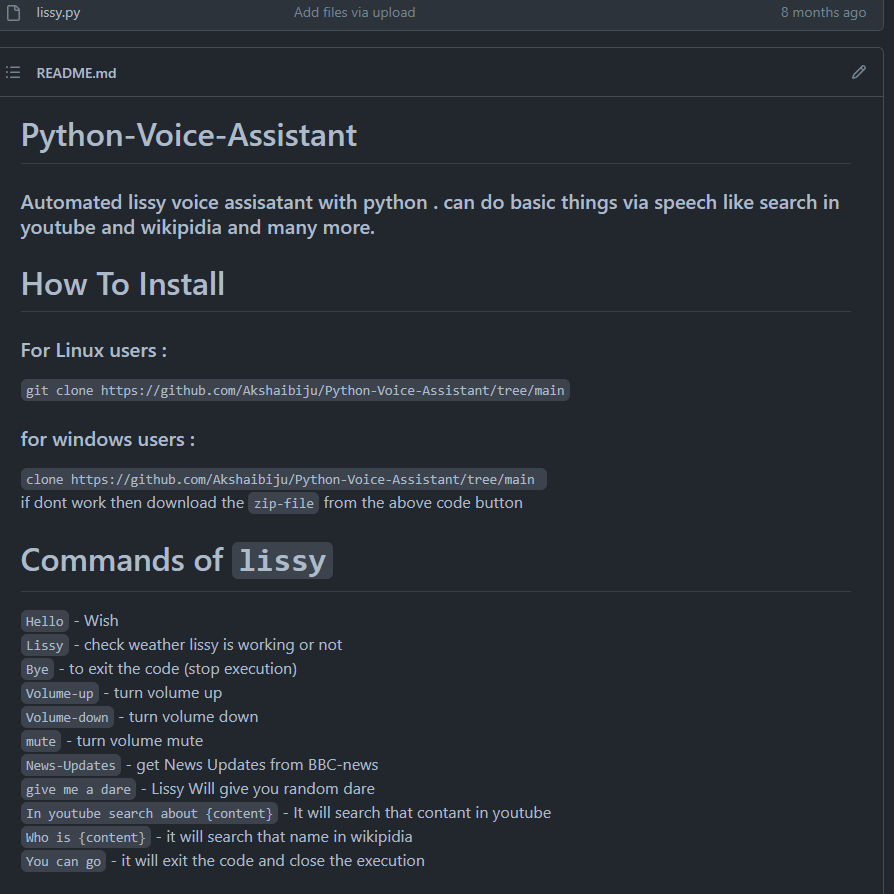 lissy.py Add files via upload 8 months ago
README.md
Python-Voice-Assistant
Automated lissy voice assisatant with python . can do basic things via speech like search in
youtube and wikipidia and many more.
How To Install
For Linux users :
git clone https://github.com/Akshaibiju/Python-Voice-Assistant/tree/main
for windows users :
clone https://github.com/Akshaibiju/Python-Voice-Assistant/tree/main
if dont work then download the zip-file from the above code button
Commands of lissy
Hello - Wish
Lissy - check weather lissy is working or not
Bye - to exit the code (stop execution)
Volume-up - turn volume up
Volume-down - turn volume down
mute - turn volume mute
News-Updates - get News Updates from BBC-news
give me a dare - Lissy Will give you random dare
In youtube search about {content} - It will search that contant in youtube
Who is {content} - it will search that name in wikipidia
You can go - it will exit the code and close the execution